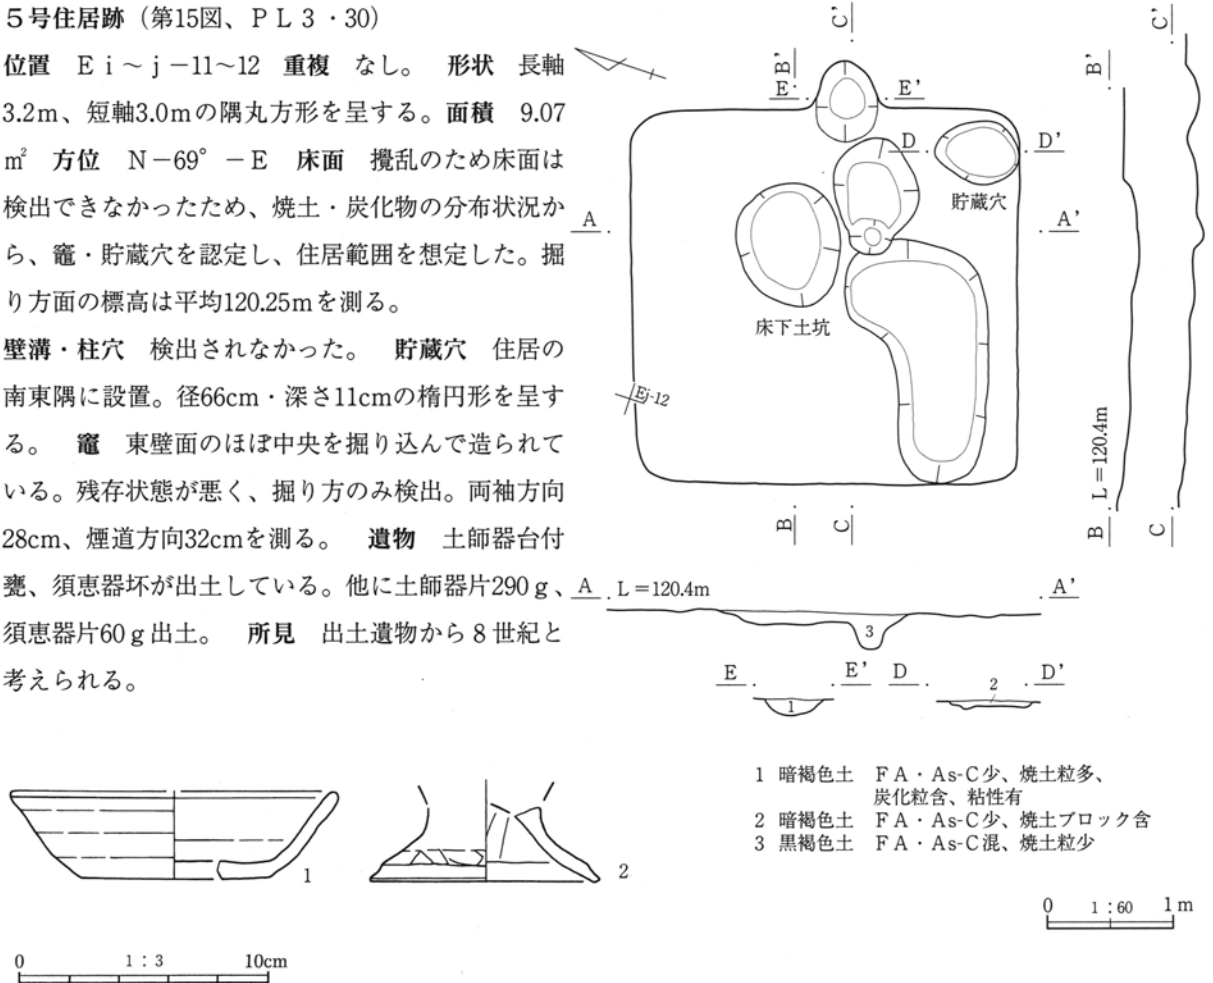 ５号住居跡（第15図、ＰＬ３・30）
位置　Ｅｉ～ｊ－11～12　重複　なし。　形状　長軸
3.2ｍ、短軸3.0ｍの隅丸方形を呈する。面積　9.07
㎡　方位　Ｎ－69°－Ｅ　床面　攪乱のため床面は
検出できなかったため、焼土・炭化物の分布状況か
ら、竈・貯蔵穴を認定し、住居範囲を想定した。掘
り方面の標高は平均120.25ｍを測る。
壁溝・柱穴　検出されなかった。　貯蔵穴　住居の
南東隅に設置。径66cm・深さ11cmの楕円形を呈す
る。　竈　東壁面のほぼ中央を掘り込んで造られて
いる。残存状態が悪く、掘り方のみ検出。両袖方向
28cm、煙道方向32cmを測る。　遺物　土師器台付
甕、須恵器坏が出土している。他に土師器片290ｇ、
須恵器片60ｇ出土。　所見　出土遺物から８世紀と
考えられる。
C'
B'
E'
E'
D
D'
貯蔵穴
A
A'
床下土坑
Ej-12
B
C
B'
C'
L＝120.4m
B
C
A
L＝120.4m
A'
3
E
E'
D
D'
1
2
1　暗褐色土　ＦＡ・As-Ｃ少、焼土粒多、
炭化粒含、粘性有
2　暗褐色土　ＦＡ・As-Ｃ少、焼土ブロック含
3　黒褐色土　ＦＡ・As-Ｃ混、焼土粒少
1
2
0　1：60　1ｍ
0　1：3　10cm